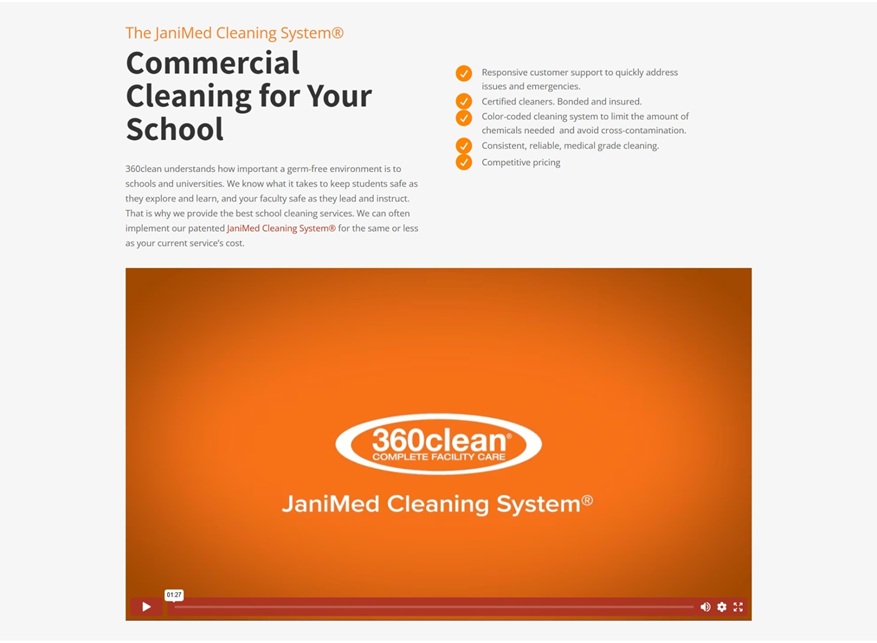 The JaniMed Cleaning System®
Commercial
Cleaning for Your
School
360clean understands how important a germ-free environment is to
schools and universities. We know what it takes to keep students safe as
they explore and learn, and your faculty safe as they lead and instruct.
That is why we provide the best school cleaning services. We can often
implement our patented JaniMed Cleaning System® for the same or less
as your current service's cost.
Responsive customer support to quickly address
issues and emergencies.
Certified cleaners. Bonded and insured.
Color-coded cleaning system to limit the amount of
chemicals needed  and avoid cross-contamination.
Consistent, reliable, medical grade cleaning.
Competitive pricing
360clean®
COMPLETE FACILITY CARE
JaniMed Cleaning System®
01:27